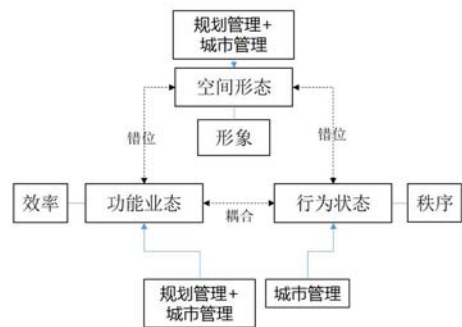 规划管理+
城市管理
空间形态
错位
形象
错位
效率
功能业态
耦合
行为状态
秩序
规划管理+
城市管理
城市管理